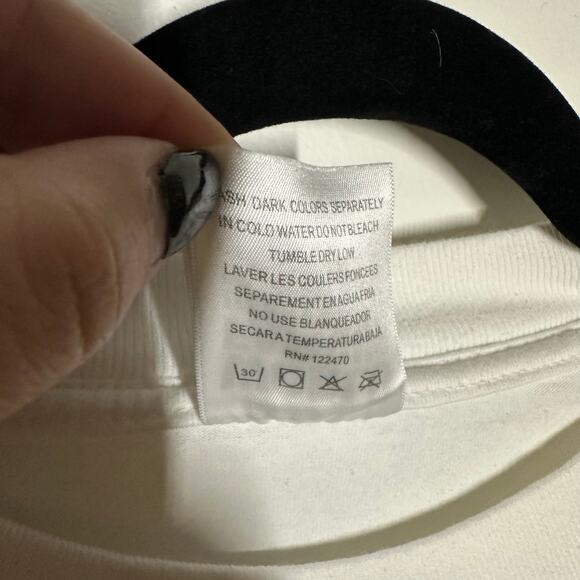 ASH DARK COLORS SEPARATELY
IN COLD WATER DO NOT BLEACH
TUMBLE DRY LOW
LAVER LES COULERS FONCEES
SEPAREMENT EN AGUA FRIA
NO USE BLANQUEADOR
SECAR A TEMPERATURA BAJA
RN# 122470
30